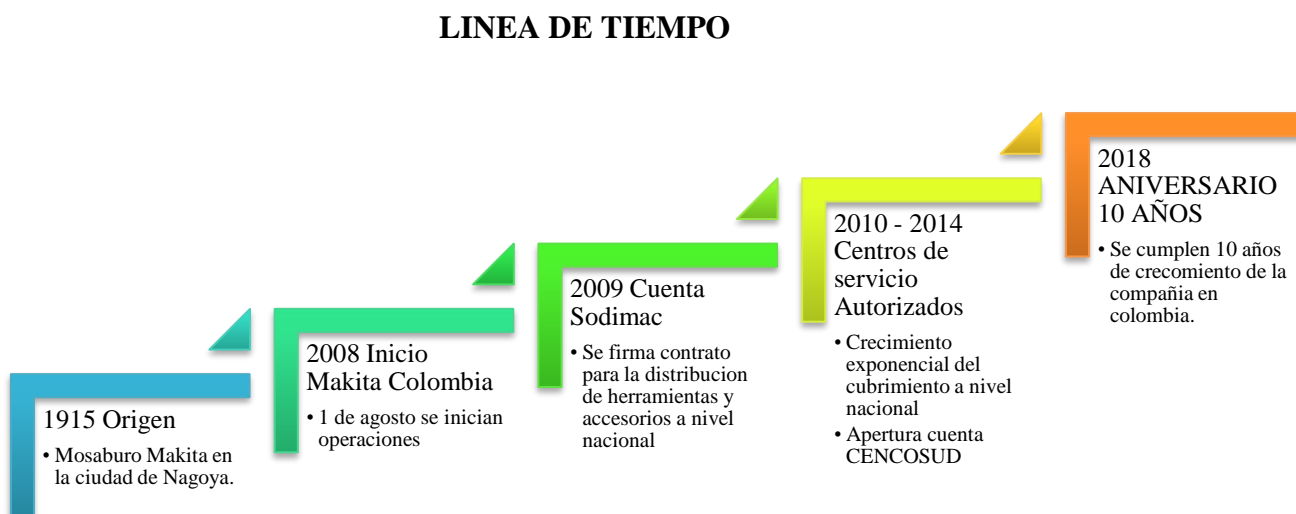 LINEA DE TIEMPO
1915 Origen
• Mosaburo Makita en
la ciudad de Nagoya.
2008 Inicio
Makita Colombia
• 1 de agosto se inician
operaciones
2009 Cuenta
Sodimac
• Se firma contrato
para la distribucion
de herramientas y
accesorios a nivel
nacional
2010 - 2014
Centros de
servicio
Autorizados
• Crecimiento
exponencial del
cubrimiento a nivel
nacional
• Apertura cuenta
CENCOSUD
2018
ANIVERSARIO
10 AÑOS
• Se cumplen 10 años
de crecomiento de la
compañia en
colombia.